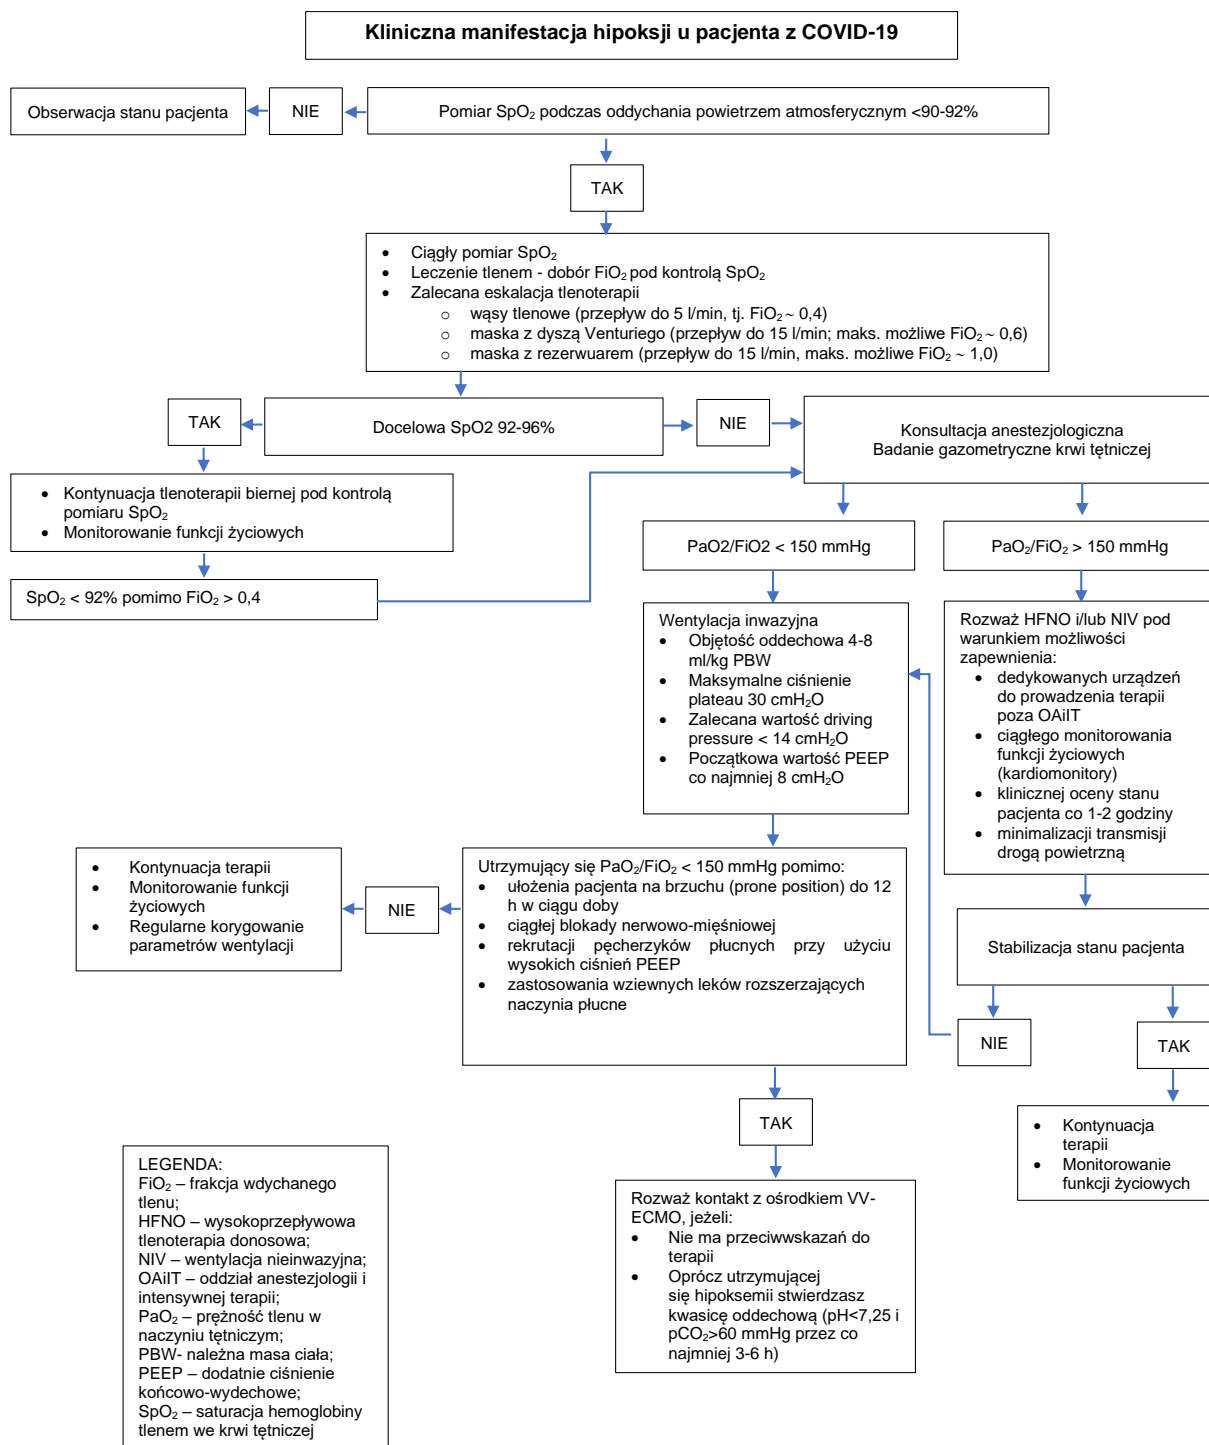 Kliniczna manifestacja hipoksji u pacjenta z COVID-19
Obserwacja stanu pacjenta
NIE
Pomiar SpO₂ podczas oddychania powietrzem atmosferycznym <90-92%
TAK
• Ciągły pomiar SpO₂
• Leczenie tlenem - dobór FiO₂ pod kontrolą SpO₂
• Zalecana eskalacja tlenoterapii
o wąsy tlenowe (przepływ do 5 l/min, tj. FiO₂ ~ 0,4)
o maska z dyszą Venturiego (przepływ do 15 l/min; maks. możliwe FiO₂ ~ 0,6)
o maska z rezerwuarem (przepływ do 15 l/min, maks. możliwe FiO₂ ~ 1,0)
TAK
Docelowa SpO2 92-96%
NIE
Konsultacja anestezjologiczna
Badanie gazometryczne krwi tętniczej
• Kontynuacja tlenoterapii biernej pod kontrolą
pomiaru SpO₂
• Monitorowanie funkcji życiowych
SpO₂ < 92% pomimo FiO₂ > 0,4
PaO2/FiO2 < 150 mmHg
PaO₂/FiO₂ > 150 mmHg
Wentylacja inwazyjna
• Objętość oddechowa 4-8
ml/kg PBW
• Maksymalne ciśnienie
plateau 30 cmH₂O
• Zalecana wartość driving
pressure < 14 cmH₂O
• Początkowa wartość PEEP
co najmniej 8 cmH₂O
Rozważ HFNO i/lub NIV pod
warunkiem możliwości
zapewnienia:
• dedykowanych urządzeń
do prowadzenia terapii
poza OAiIT
• ciągłego monitorowania
funkcji życiowych
(kardiomonitory)
• klinicznej oceny stanu
pacjenta co 1-2 godziny
• minimalizacji transmisji
drogą powietrzną
• Kontynuacja terapii
• Monitorowanie funkcji
życiowych
• Regularne korygowanie
parametrów wentylacji
NIE
Utrzymujący się PaO₂/FiO₂ < 150 mmHg pomimo:
• ułożenia pacjenta na brzuchu (prone position) do 12
h w ciągu doby
• ciągłej blokady nerwowo-mięśniowej
• rekrutacji pęcherzyków płucnych przy użyciu
wysokich ciśnień PEEP
• zastosowania wziewnych leków rozszerzających
naczynia płucne
Stabilizacja stanu pacjenta
NIE
TAK
TAK
• Kontynuacja
terapii
• Monitorowanie
funkcji życiowych
Rozważ kontakt z ośrodkiem VV-
ECMO, jeżeli:
• Nie ma przeciwwskazań do
terapii
• Oprócz utrzymującej
się hipoksemii stwierdzasz
kwasicę oddechową (pH<7,25 i
pCO₂>60 mmHg przez co
najmniej 3-6 h)
LEGENDA:
FiO₂ – frakcja wdychanego
tlenu;
HFNO – wysokoprzepływowa
tlenoterapia donosowa;
NIV – wentylacja nieinwazyjna;
OAiIT – oddział anestezjologii i
intensywnej terapii;
PaO₂ – prężność tlenu w
naczyniu tętniczym;
PBW- należna masa ciała;
PEEP – dodatnie ciśnienie
końcowo-wydechowe;
SpO₂ – saturacja hemoglobiny
tlenem we krwi tętniczej